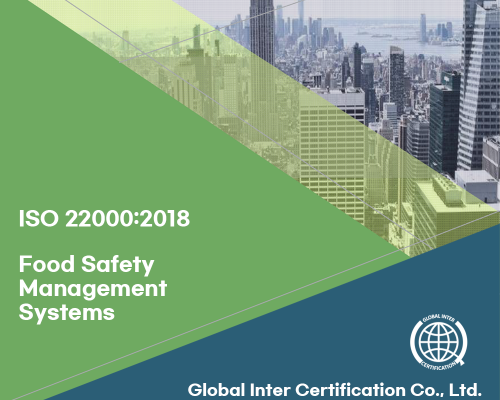 ISO 22000:2018
Food Safety
Management
Systems
GLOBAL INTER
CERTIFICATION
Global Inter Certification Co., Ltd.